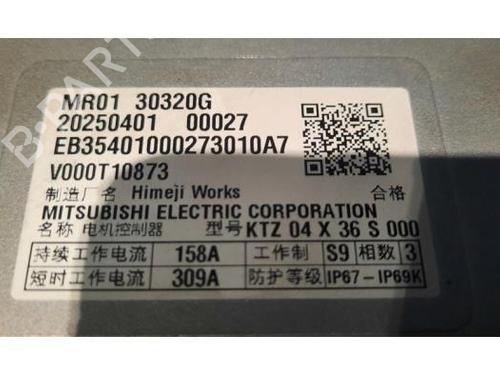 MR01 30320G
20250401 00027
EB35401000273010A7
V000T10873
制造厂名 Himeji Works 合格
MITSUBISHI ELECTRIC CORPORATION
名称 电机控制器 型号 KTZ 04 X 36 S 000
持续工作电流 158A 工作制 S9 相数 3
短时工作电流 309A 防护等级 IP67-IP69K
B-PARTS